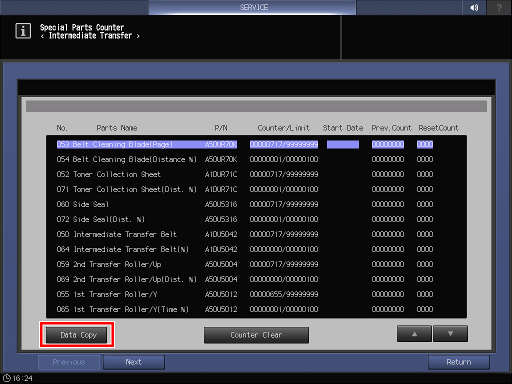 SERVICE
?
i
Special Parts Counter
< Intermediate Transfer >
No. Parts Name P/N Counter/Limit Start Date Prev.Count ResetCount
053 Belt Cleaning Blade(Page) A50UR70K 00000717/99999999 00000000 0000
054 Belt Cleaning Blade(Distance %) A50UR70K 00000001/00000100 00000000 0000
052 Toner Collection Sheet A1DUR71C 00000717/99999999 00000000 0000
071 Toner Collection Sheet(Dist. %) A1DUR71C 00000001/00000100 00000000 0000
060 Side Seal A50U5316 00000717/99999999 00000000 0000
072 Side Seal(Dist. %) A50U5316 00000001/00000100 00000000 0000
050 Intermediate Transfer Belt A1DU5042 00000717/99999999 00000000 0000
064 Intermediate Transfer Belt(%) A1DU5042 00000000/00000100 00000000 0000
059 2nd Transfer Roller/Up A50U5004 00000717/99999999 00000000 0000
069 2nd Transfer Roller/Up(Dist. %) A50U5004 00000000/00000100 00000000 0000
055 1st Transfer Roller/Y A50U5012 00000655/99999999 00000000 0000
065 1st Transfer Roller/Y(Time %) A50U5012 00000001/00000100 00000000 0000
Data Copy Counter Clear
Previous Next Return
16:24